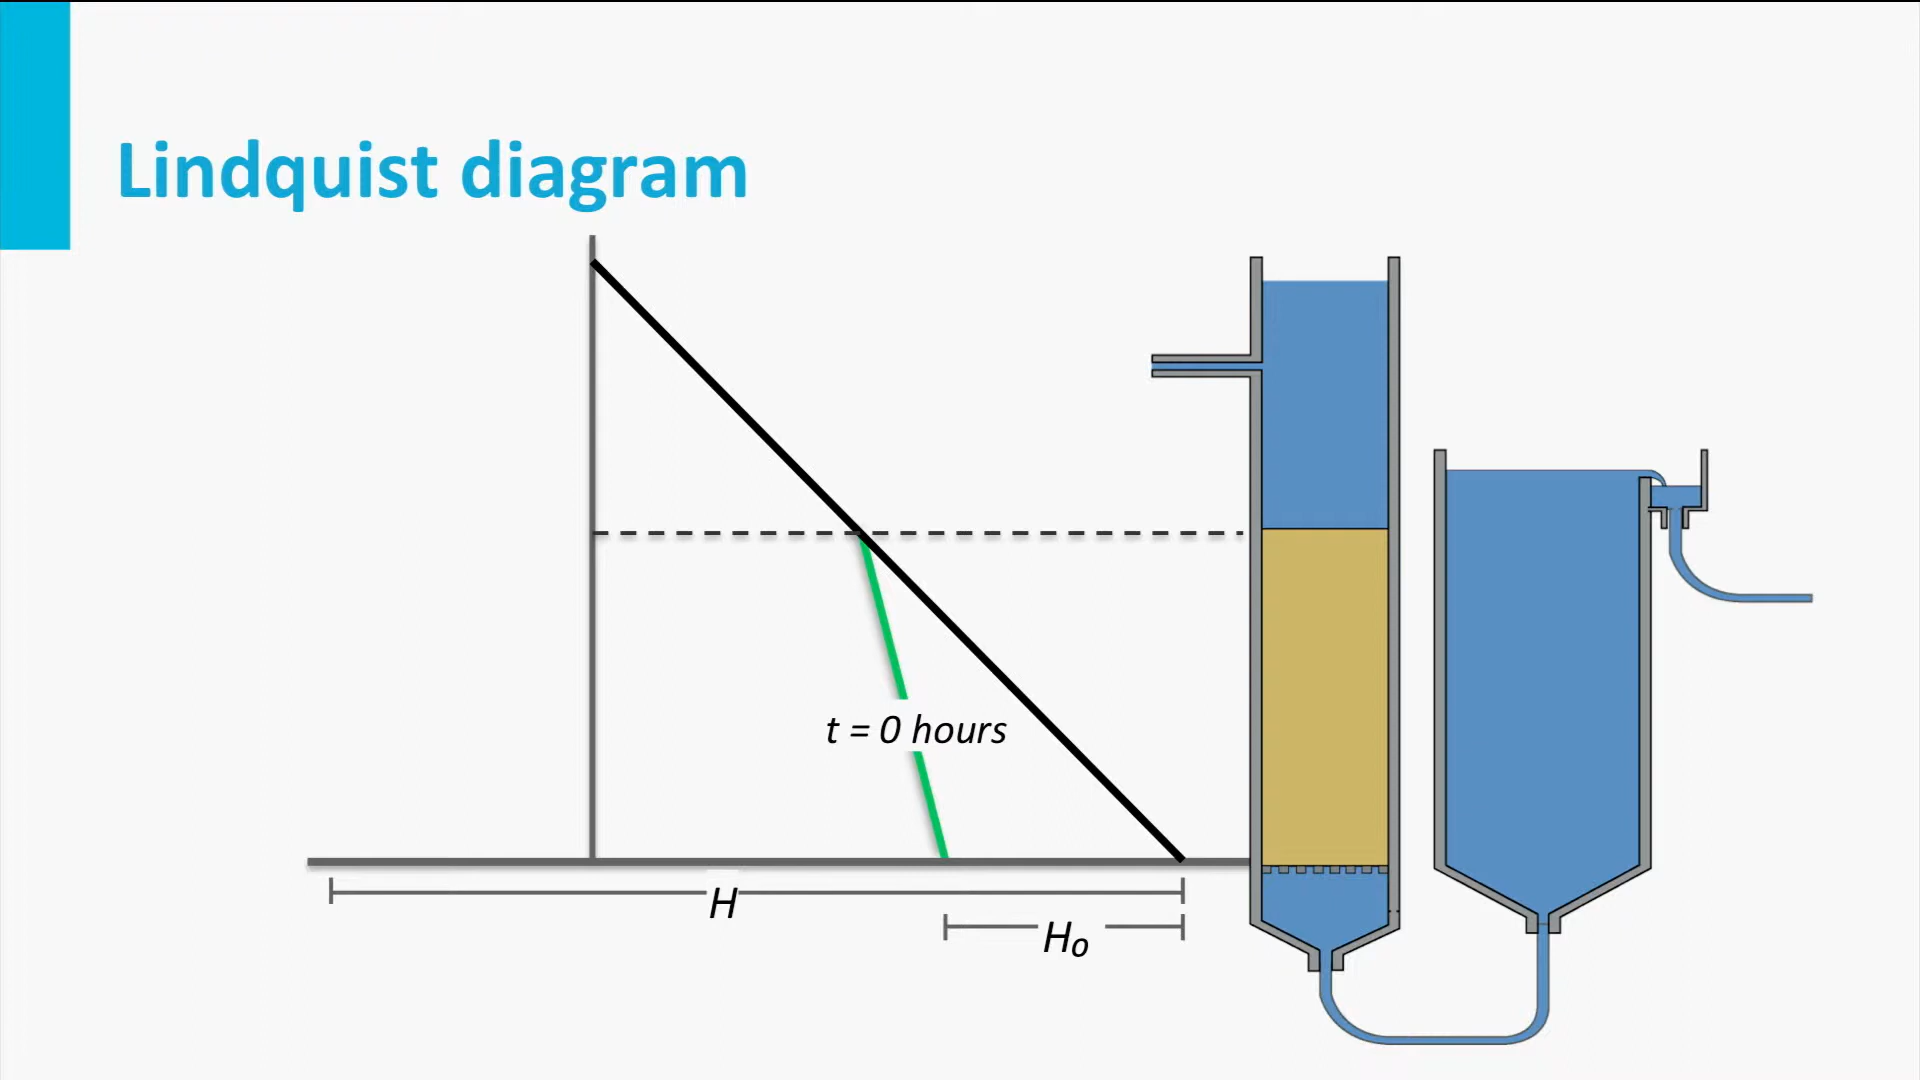 Lindquist diagram
t = 0 hours
H
H₀